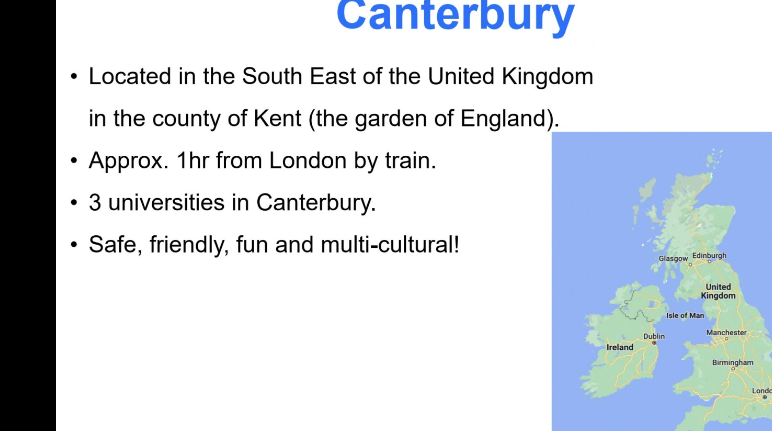 Canterbury
• Located in the South East of the United Kingdom
in the county of Kent (the garden of England).
• Approx. 1hr from London by train.
• 3 universities in Canterbury.
• Safe, friendly, fun and multi-cultural!
Glasgow Edinburgh
United
Kingdom
Isle of Man
Dublin
Manchester
Ireland
Birmingham